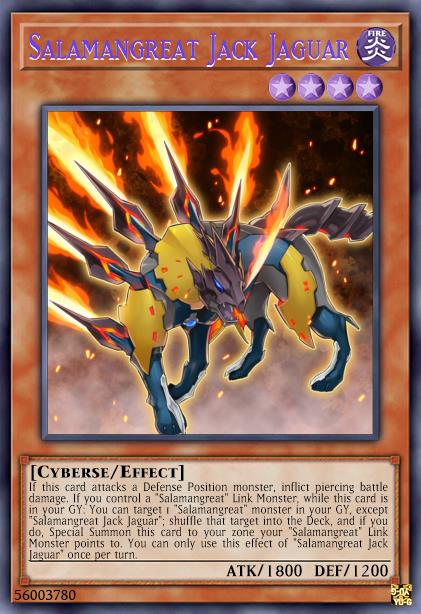 SALAMANGREAT JACK JAGUAR
FIRE
炎
[CYBERSE/EFFECT]
If this card attacks a Defense Position monster, inflict piercing battle
damage. If you control a "Salamangreat" Link Monster, while this card is
in your GY: You can target 1 "Salamangreat" monster in your GY, except
"Salamangreat Jack Jaguar"; shuffle that target into the Deck, and if you
do, Special Summon this card to your zone your "Salamangreat" Link
Monster points to. You can only use this effect of "Salamangreat Jack
Jaguar" once per turn.
ATK/1800 DEF/1200
56003780